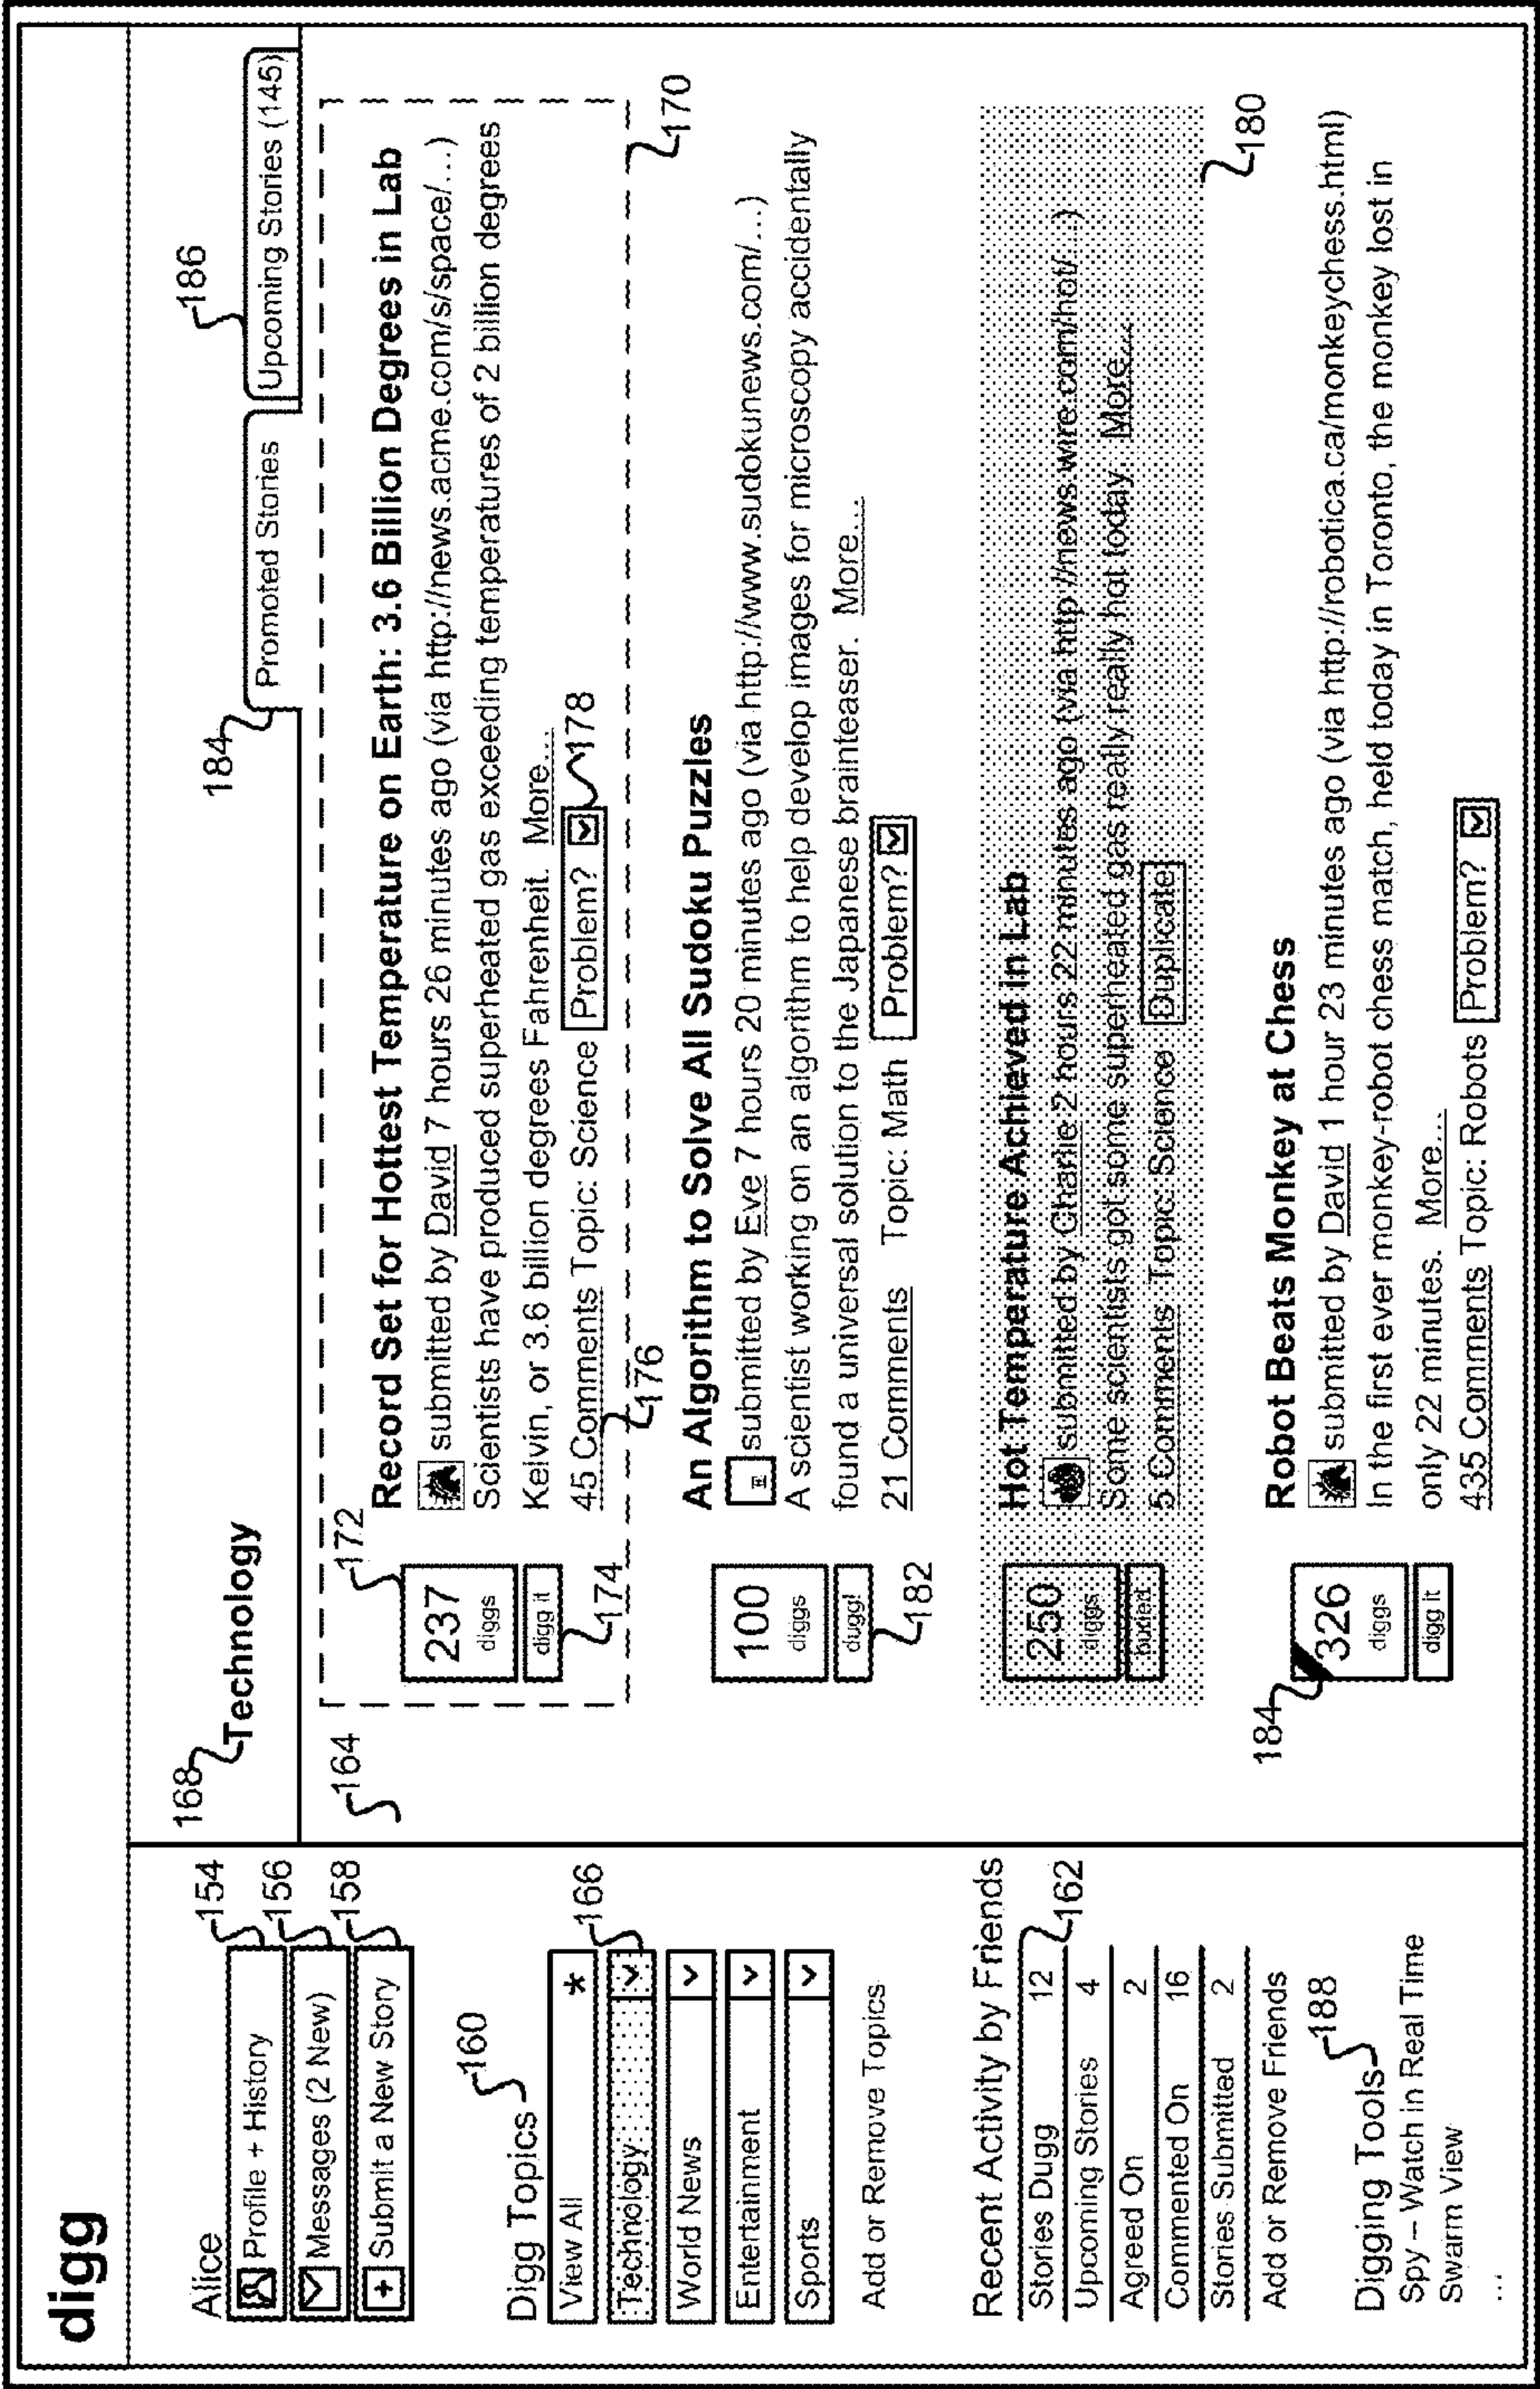 digg
Alice
154
Profile + History
156
Messages (2 New)
158
+ Submit a New Story
160
Digg Topics
View All *
166
Technology
World News
Entertainment
Sports
Add or Remove Topics
Recent Activity by Friends
162
Stories Dugg 12
Upcoming Stories 4
Agreed On 2
Commented On 16
Stories Submitted 2
Add or Remove Friends
188
Digging Tools
Spy – Watch in Real Time
Swarm View
...
168
Technology
184
Promoted Stories
186
Upcoming Stories (145)
164
172
237
diggs
digg it
174
Record Set for Hottest Temperature on Earth: 3.6 Billion Degrees in Lab
submitted by David 7 hours 26 minutes ago (via http://news.acme.com/s/space/...)
Scientists have produced superheated gas exceeding temperatures of 2 billion degrees
Kelvin, or 3.6 billion degrees Fahrenheit. More...
45 Comments Topic: Science Problem?
178
176
170
100
diggs
dugg!
182
An Algorithm to Solve All Sudoku Puzzles
submitted by Eve 7 hours 20 minutes ago (via http://www.sudokunews.com/...)
A scientist working on an algorithm to help develop images for microscopy accidentally
found a universal solution to the Japanese brainteaser. More...
21 Comments Topic: Math Problem?
250
diggs
buried
Hot Temperature Achieved in Lab
submitted by Charlie 2 hours 22 minutes ago (via http://news.wire.com/hot/...)
Some scientists got some superheated gas really really hot today. More...
5 Comments Topic: Science Duplicate
180
184
326
diggs
digg it
Robot Beats Monkey at Chess
submitted by David 1 hour 23 minutes ago (via http://robotica.ca/monkeychess.html)
In the first ever monkey-robot chess match, held today in Toronto, the monkey lost in
only 22 minutes. More...
435 Comments Topic: Robots Problem?